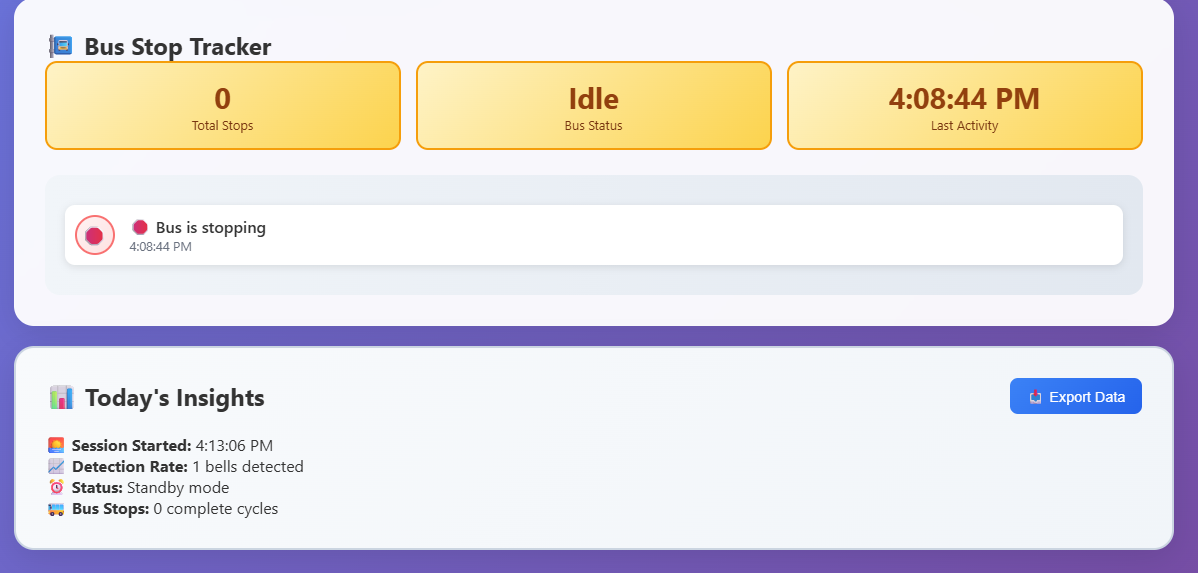 Bus Stop Tracker
0
Total Stops
Idle
Bus Status
4:08:44 PM
Last Activity
Bus is stopping
4:08:44 PM
Today's Insights
Export Data
Session Started: 4:13:06 PM
Detection Rate: 1 bells detected
Status: Standby mode
Bus Stops: 0 complete cycles